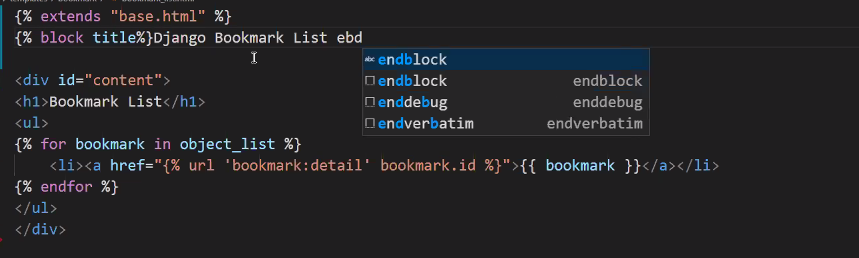 {% extends "base.html" %}
{% block title%}Django Bookmark List ebd
abc endblock
endblock endblock
<div id="content">
<h1>Bookmark List</h1>
enddebug enddebug
<ul>
endverbatim endverbatim
{% for bookmark in object_list %}
<li><a href="{% url 'bookmark:detail' bookmark.id %}">{{ bookmark }}</a></li>
{% endfor %}
</ul>
</div>